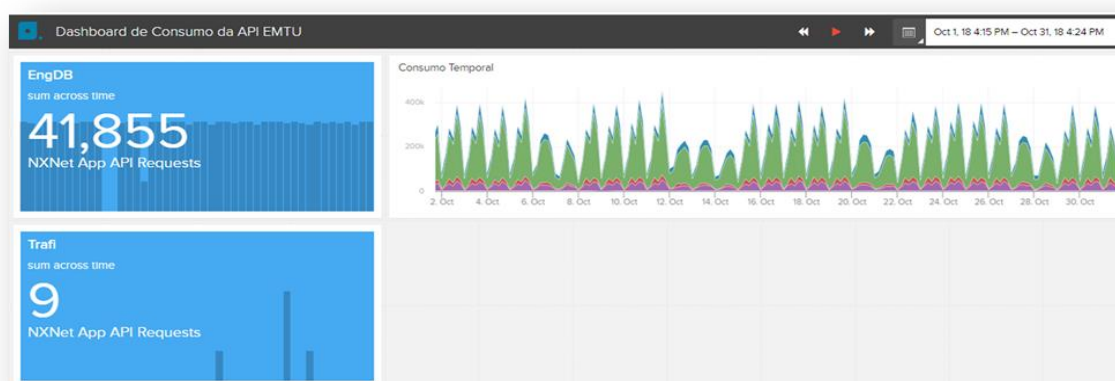 Dashboard de Consumo da API EMTU
Oct 1, 18 4:15 PM – Oct 31, 18 4:24 PM
EngDB
sum across time
41,855
NXNet App API Requests
Consumo Temporal
400k
200k
0
2. Oct 4. Oct 6. Oct 8. Oct 10. Oct 12. Oct 14. Oct 16. Oct 18. Oct 20. Oct 22. Oct 24. Oct 26. Oct 28. Oct 30. Oct
Trafi
sum across time
9
NXNet App API Requests